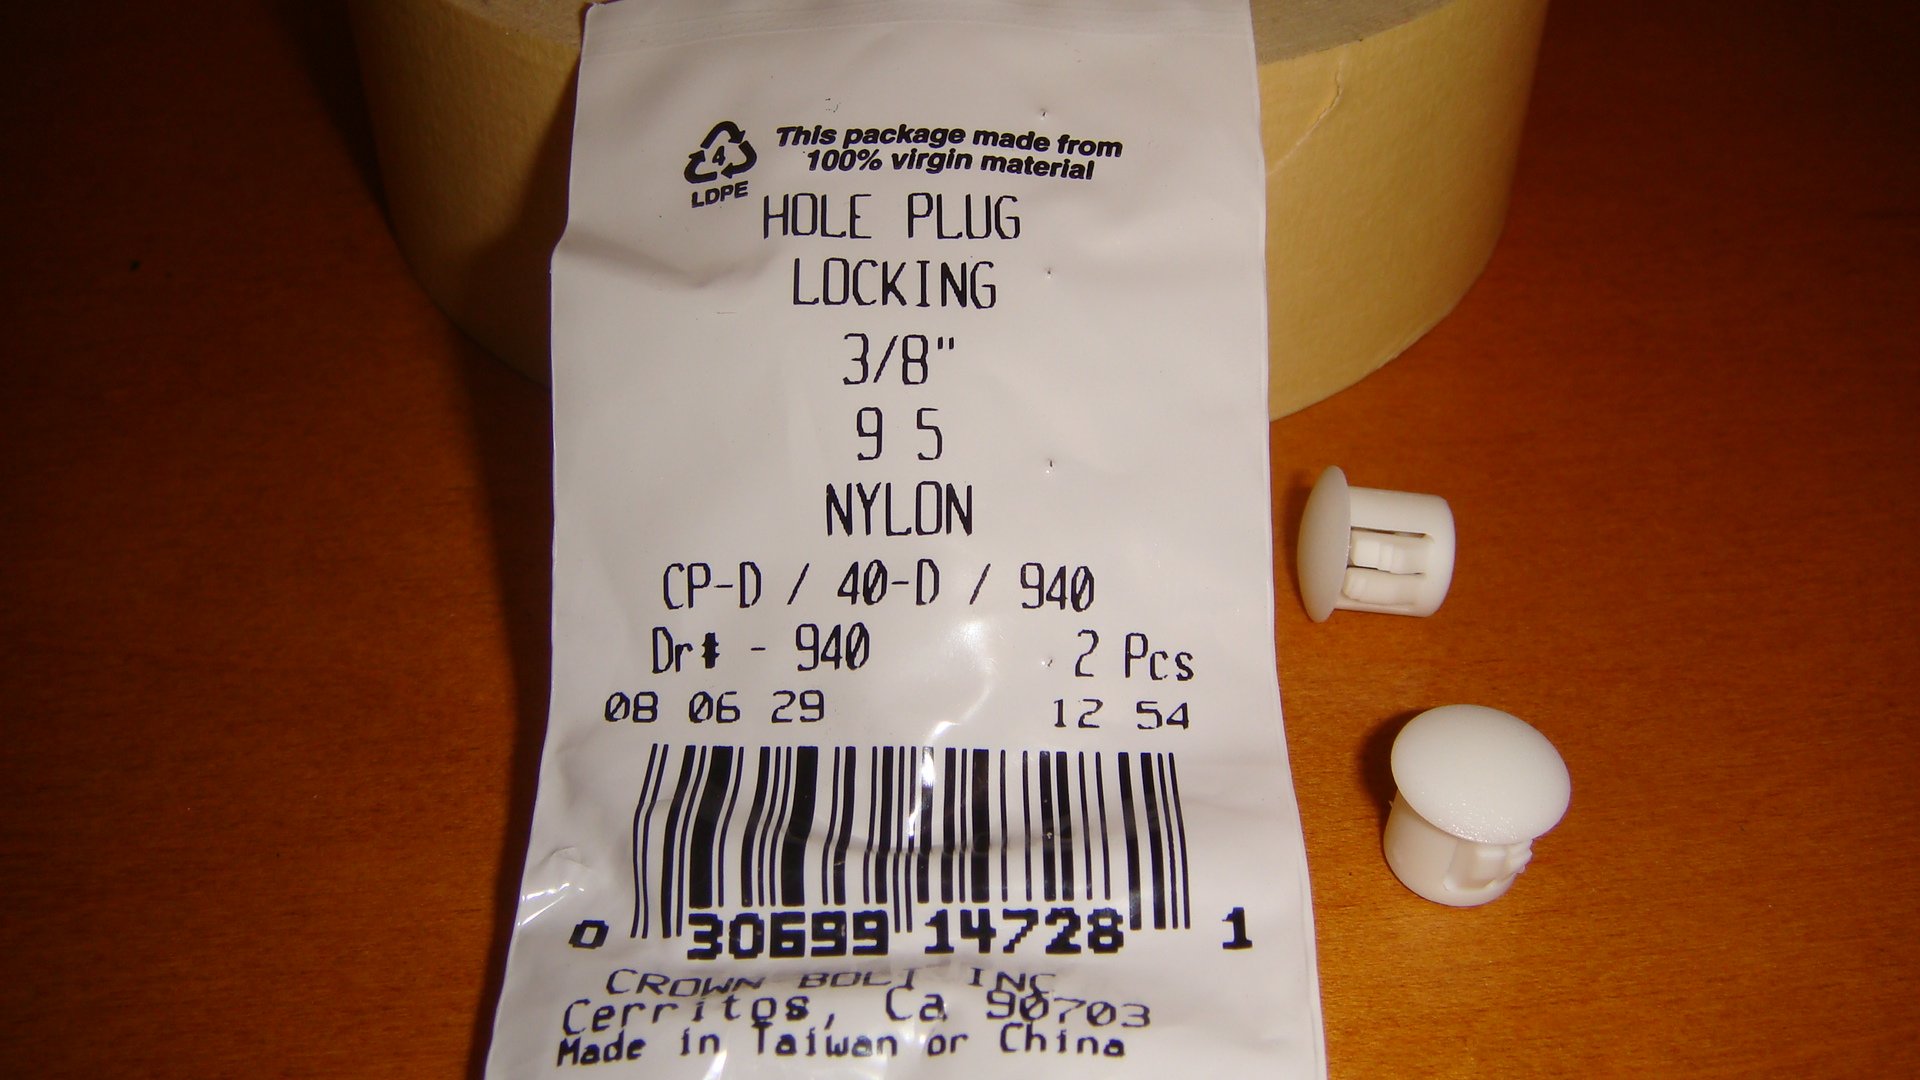 This package made from
100% virgin material
4
LDPE
HOLE PLUG
LOCKING
3/8"
9 5
NYLON
CP-D / 40-D / 940
Dr# - 940 2 Pcs
08 06 29 12 54
0 30699 14728 1
CROWN BOLT INC
Cerritos, Ca 90703
Made in Taiwan or China